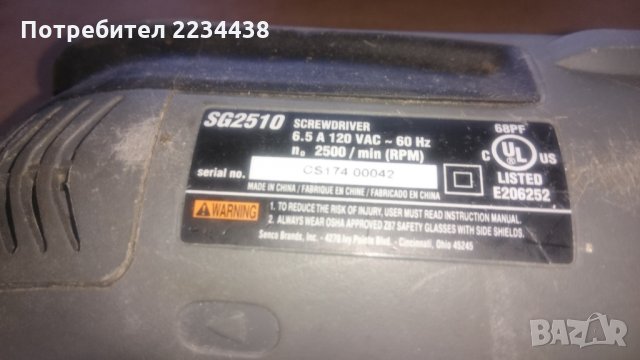 Потребител 2234438
SG2510 SCREWDRIVER
6.5 A 120 VAC ~ 60 Hz
n₀ 2500 / min (RPM)
serial no. CS174 00042
MADE IN CHINA / FABRIQUE EN CHINE / FABRICADO EN CHINA
68PF
C UL US
LISTED
E206252
WARNING
1. TO REDUCE THE RISK OF INJURY, USER MUST READ INSTRUCTION MANUAL.
2. ALWAYS WEAR OSHA APPROVED Z87 SAFETY GLASSES WITH SIDE SHIELDS.
Senco Brands, Inc. - 4270 Ivy Pointe Blvd. - Cincinnati, Ohio 45245
BAZAR